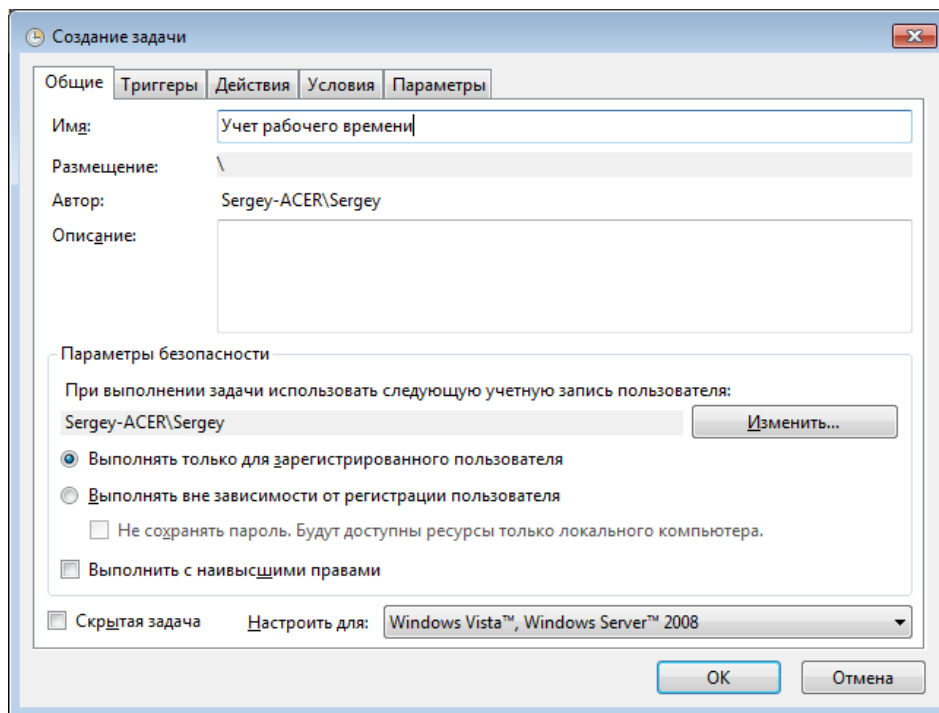 Создание задачи
Общие Триггеры Действия Условия Параметры
Имя: Учет рабочего времени
Размещение: \
Автор: Sergey-ACER\Sergey
Описание:
Параметры безопасности
При выполнении задачи использовать следующую учетную запись пользователя:
Sergey-ACER\Sergey Изменить...
Выполнять только для зарегистрированного пользователя
Выполнять вне зависимости от регистрации пользователя
Не сохранять пароль. Будут доступны ресурсы только локального компьютера.
Выполнить с наивысшими правами
Скрытая задача Настроить для: Windows Vista™, Windows Server™ 2008
ОК Отмена